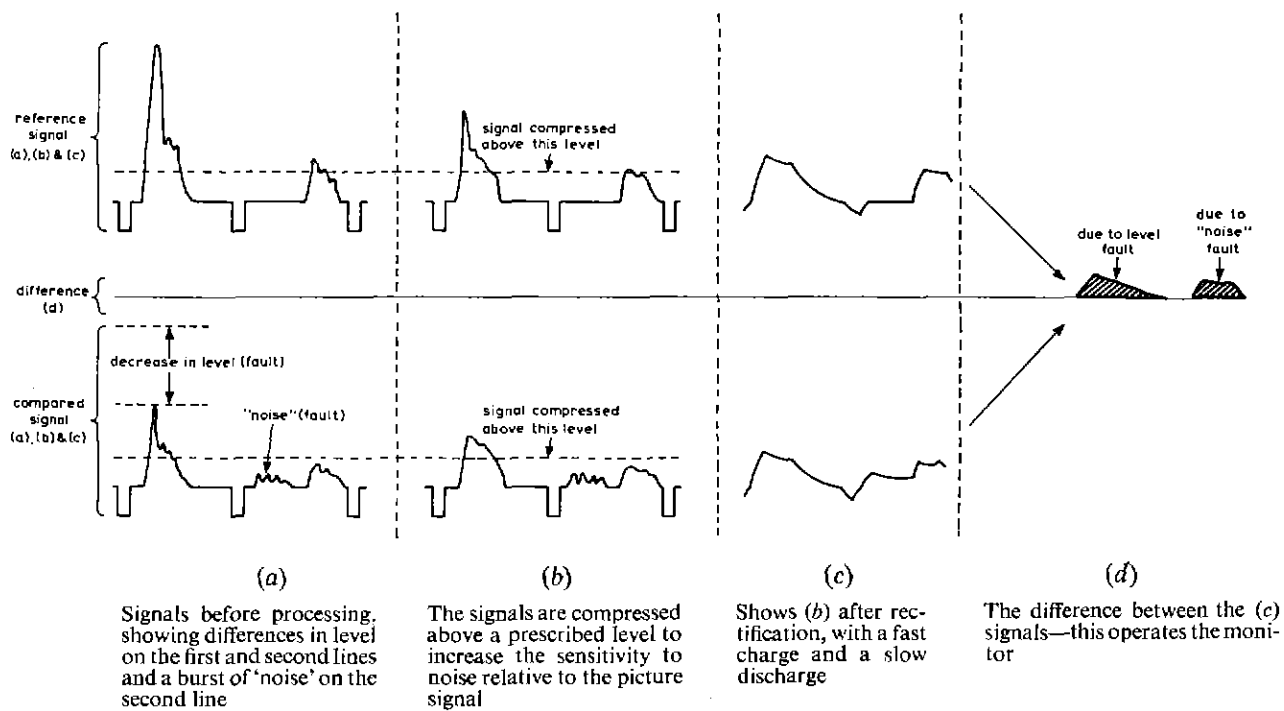 reference
signal
(a),(b) & (c)
signal compressed
above this level
due to level
fault
due to
"noise"
fault
difference
(d)
decrease in level (fault)
compared
signal
(a),(b) & (c)
"noise" (fault)
signal compressed
above this level
(a)
Signals before processing,
showing differences in level
on the first and second lines
and a burst of 'noise' on the
second line
(b)
The signals are compressed
above a prescribed level to
increase the sensitivity to
noise relative to the picture
signal
(c)
Shows (b) after rec-
tification, with a fast
charge and a slow
discharge
(d)
The difference between the (c)
signals—this operates the moni-
tor